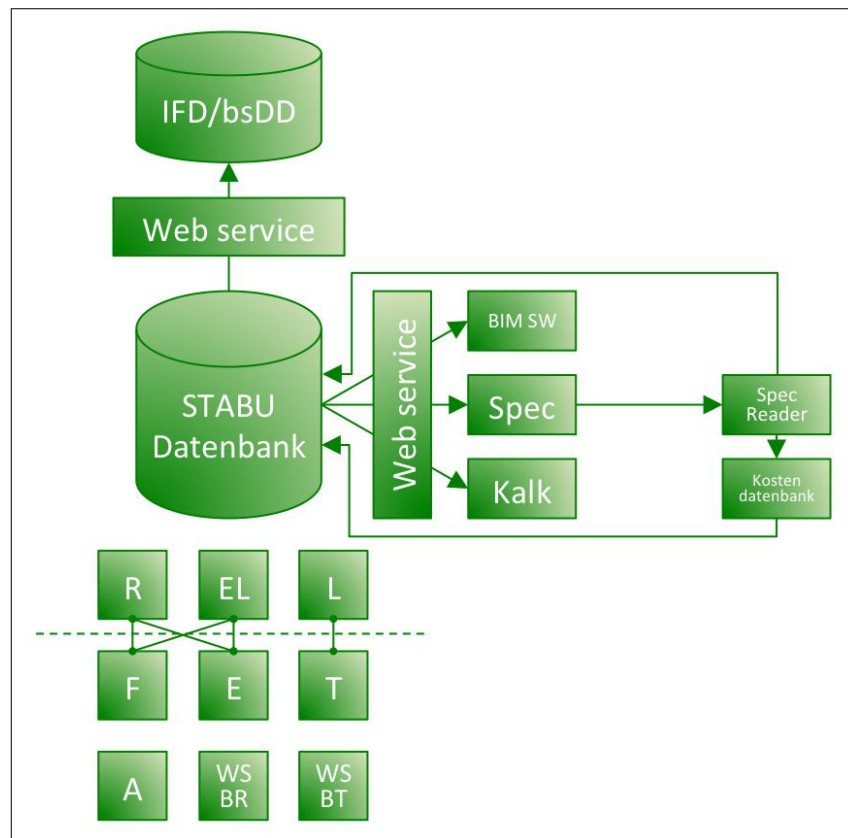 IFD/bsDD
Web service
STABU
Datenbank
Web service
BIM SW
Spec
Kalk
Spec
Reader
Kosten
datenbank
R
EL
L
F
E
T
A
WS
BR
WS
BT